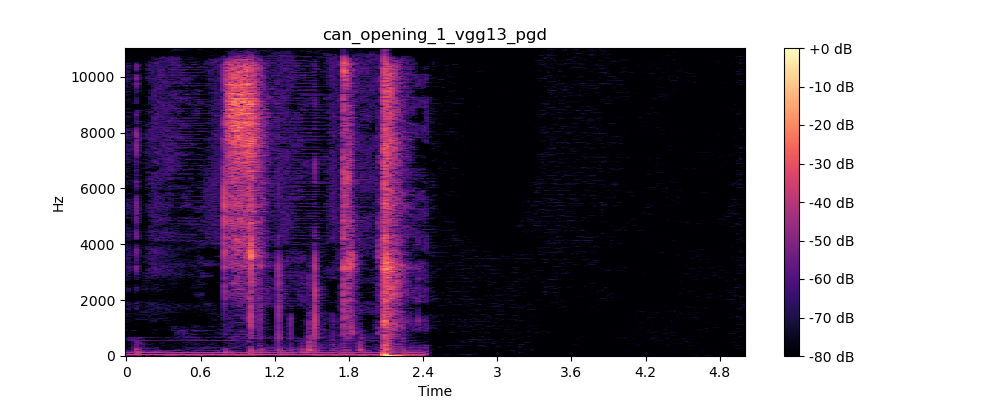 can_opening_1_vgg13_pgd
Hz
10000
8000
6000
4000
2000
0
0 0.6 1.2 1.8 2.4 3 3.6 4.2 4.8
Time
+0 dB
-10 dB
-20 dB
-30 dB
-40 dB
-50 dB
-60 dB
-70 dB
-80 dB